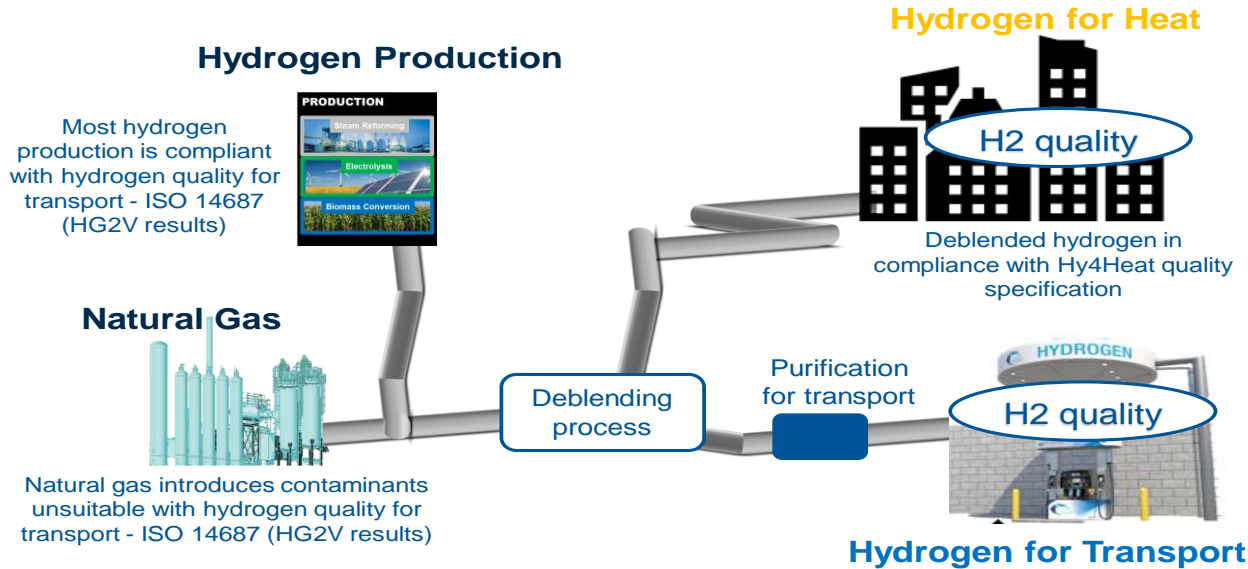 Hydrogen for Heat
Hydrogen Production
PRODUCTION
Steam Reforming
Electrolysis
Biomass Conversion
Most hydrogen
production is compliant
with hydrogen quality for
transport - ISO 14687
(HG2V results)
H2 quality
Deblended hydrogen in
compliance with Hy4Heat quality
specification
Natural Gas
Natural gas introduces contaminants
unsuitable with hydrogen quality for
transport - ISO 14687 (HG2V results)
Deblending
process
Purification
for transport
HYDROGEN
H2 quality
Hydrogen for Transport